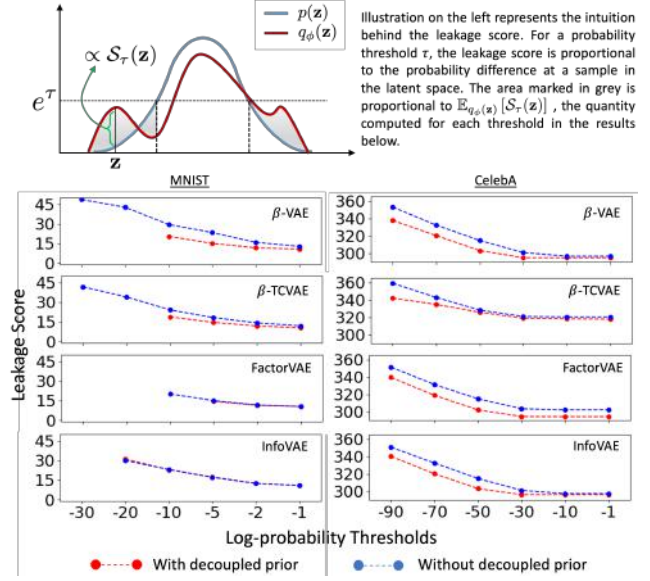 p(z)
q_ϕ(z)
∝ S_τ(z)
e^τ
z
Illustration on the left represents the intuition
behind the leakage score. For a probability
threshold τ, the leakage score is proportional
to the probability difference at a sample in
the latent space. The area marked in grey is
proportional to 𝔼_{q_ϕ(z)} [S_τ(z)] , the quantity
computed for each threshold in the results
below.
MNIST
CelebA
Leakage Score
β-VAE
45
30
15
0
β-VAE
360
340
320
300
β-TCVAE
45
30
15
0
β-TCVAE
360
340
320
300
FactorVAE
45
30
15
0
FactorVAE
360
340
320
300
InfoVAE
45
30
15
0
InfoVAE
360
340
320
300
-30 -20 -10 -5 -2 -1
-90 -70 -50 -30 -10 -1
Log-probability Thresholds
With decoupled prior
Without decoupled prior